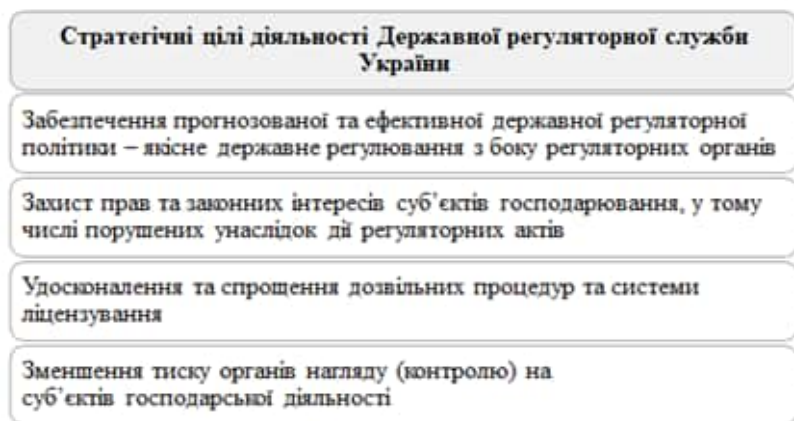 Стратегічні цілі діяльності Державної регуляторної служби
України
Забезпечення прогнозованої та ефективної державної регуляторної
політики – якісне державне регулювання з боку регуляторних органів
Захист прав та законних інтересів суб’єктів господарювання, у тому
числі порушених унаслідок дії регуляторних актів
Удосконалення та спрощення дозвільних процедур та системи
ліцензування
Зменшення тиску органів нагляду (контролю) на
суб’єктів господарської діяльності